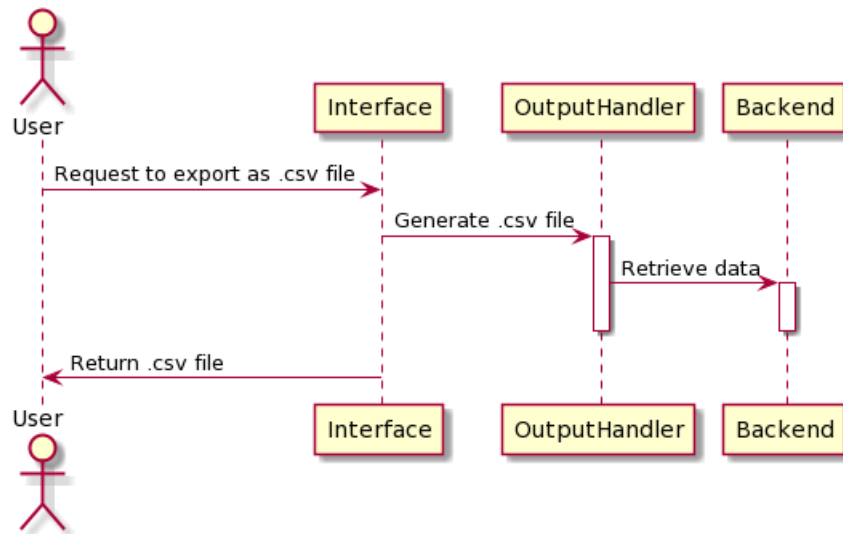 User
Interface
OutputHandler
Backend
Request to export as .csv file
Generate .csv file
Retrieve data
Return .csv file
User
Interface
OutputHandler
Backend